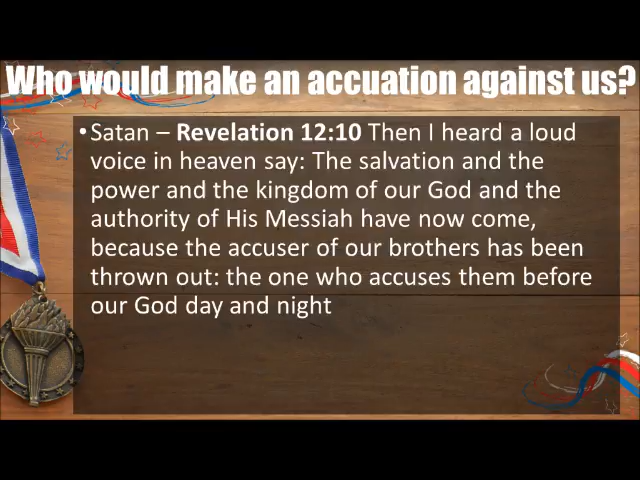 Who would make an accuation against us?
•Satan – Revelation 12:10 Then I heard a loud
voice in heaven say: The salvation and the
power and the kingdom of our God and the
authority of His Messiah have now come,
because the accuser of our brothers has been
thrown out: the one who accuses them before
our God day and night